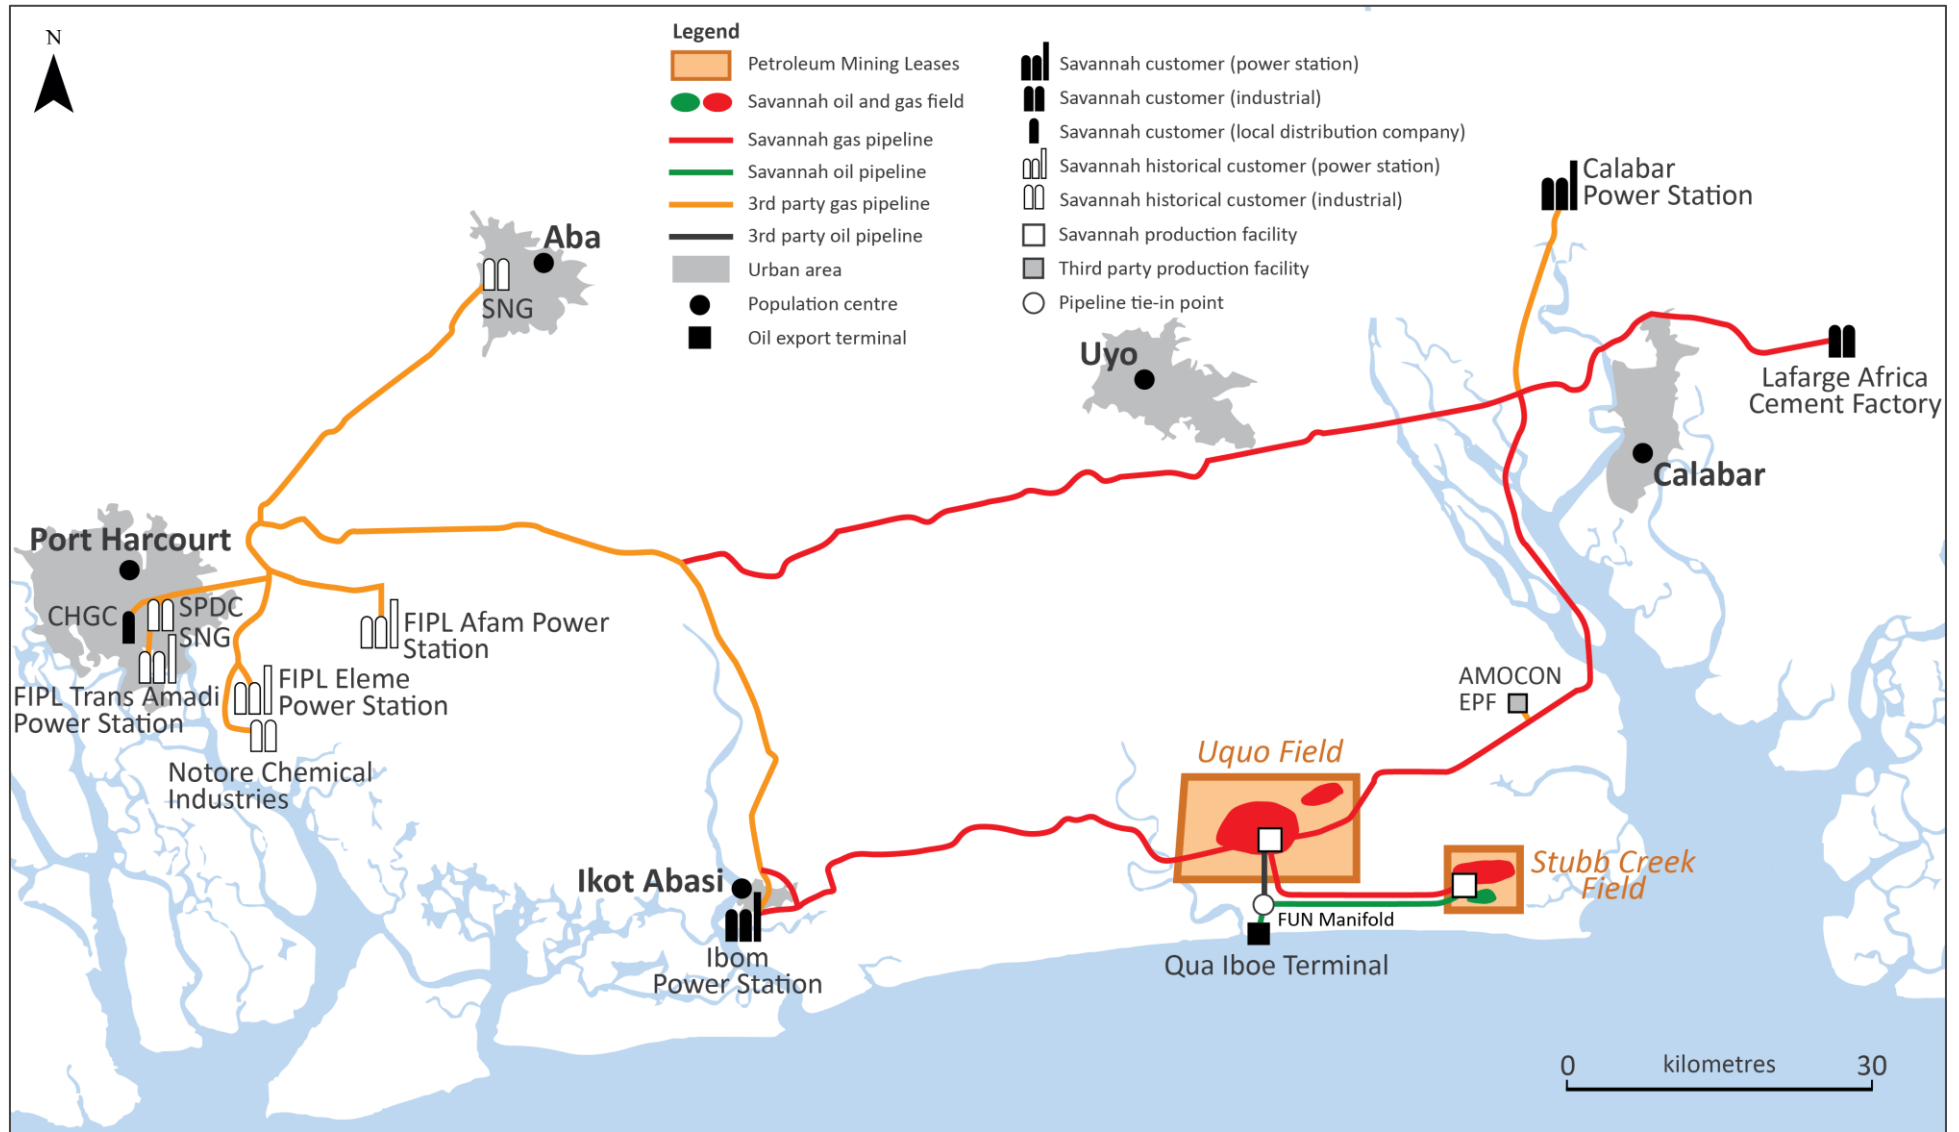 N
Legend
Petroleum Mining Leases
Savannah oil and gas field
Savannah gas pipeline
Savannah oil pipeline
3rd party gas pipeline
3rd party oil pipeline
Urban area
Population centre
Oil export terminal
Savannah customer (power station)
Savannah customer (industrial)
Savannah customer (local distribution company)
Savannah historical customer (power station)
Savannah historical customer (industrial)
Savannah production facility
Third party production facility
Pipeline tie-in point
Calabar
Power Station
Aba
SNG
Uyo
Lafarge Africa
Cement Factory
Calabar
Port Harcourt
CHGC
SPDC
SNG
FIPL Afam Power
Station
FIPL Trans Amadi
Power Station
FIPL Eleme
Power Station
Notore Chemical
Industries
AMOCON
EPF
Uquo Field
Stubb Creek
Field
Ikot Abasi
Ibom
Power Station
FUN Manifold
Qua Iboe Terminal
0 kilometres 30